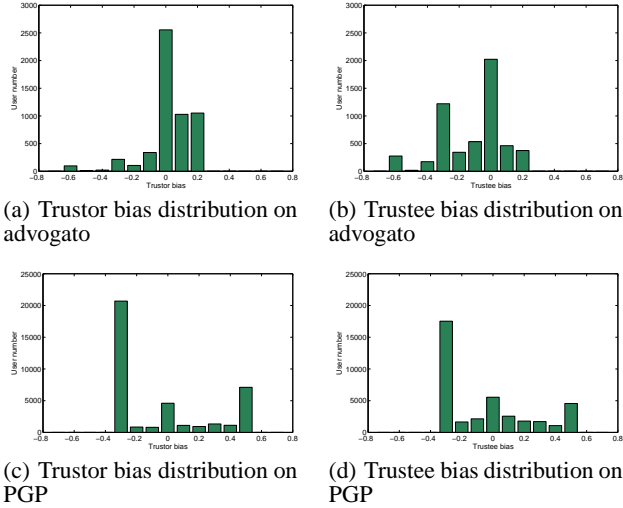 3000
2500
2000
1500
1000
500
0
User number
−0.8 −0.6 −0.4 −0.2 0 0.2 0.4 0.6 0.8
Trustor bias
(a) Trustor bias distribution on
advogato
3000
2500
2000
1500
1000
500
0
User number
−0.8 −0.6 −0.4 −0.2 0 0.2 0.4 0.6 0.8
Trustee bias
(b) Trustee bias distribution on
advogato
25000
20000
15000
10000
5000
0
User number
−0.8 −0.6 −0.4 −0.2 0 0.2 0.4 0.6 0.8
Trustor bias
(c) Trustor bias distribution on
PGP
25000
20000
15000
10000
5000
0
User number
−0.8 −0.6 −0.4 −0.2 0 0.2 0.4 0.6 0.8
Trustee bias
(d) Trustee bias distribution on
PGP